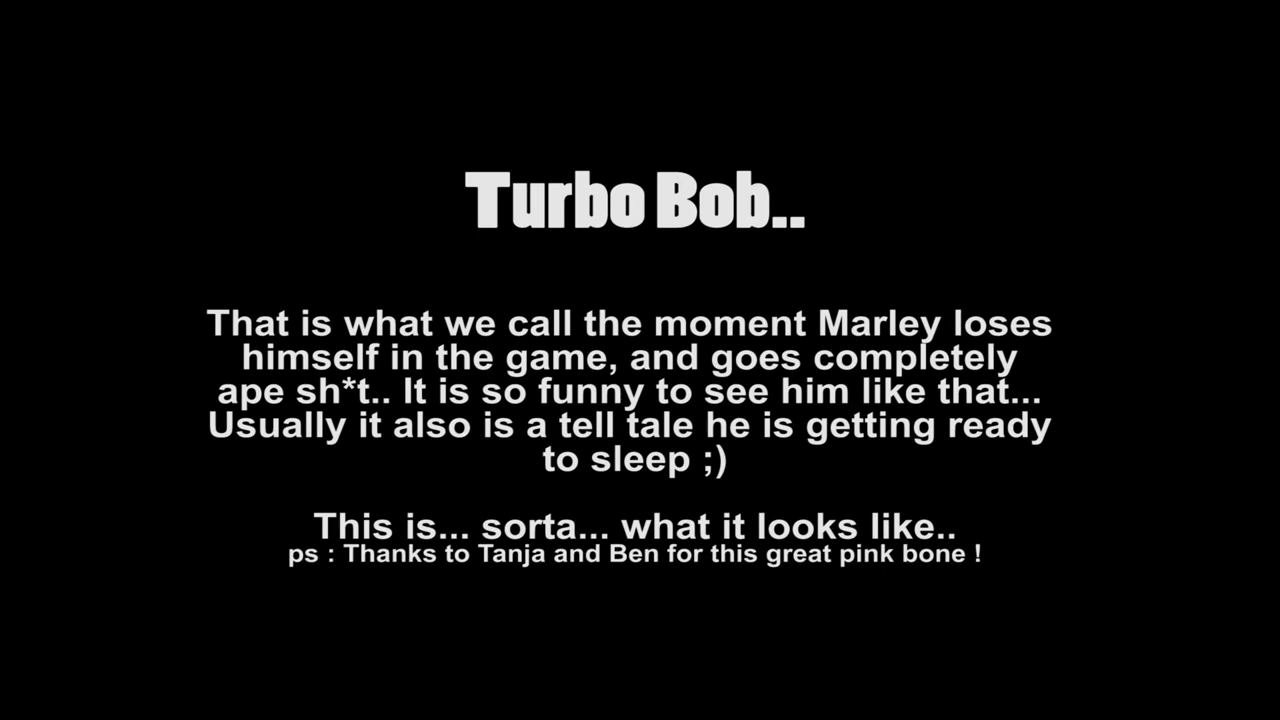 Turbo Bob..
That is what we call the moment Marley loses
himself in the game, and goes completely
ape sh*t.. It is so funny to see him like that...
Usually it also is a tell tale he is getting ready
to sleep ;)
This is... sorta... what it looks like..
ps : Thanks to Tanja and Ben for this great pink bone !